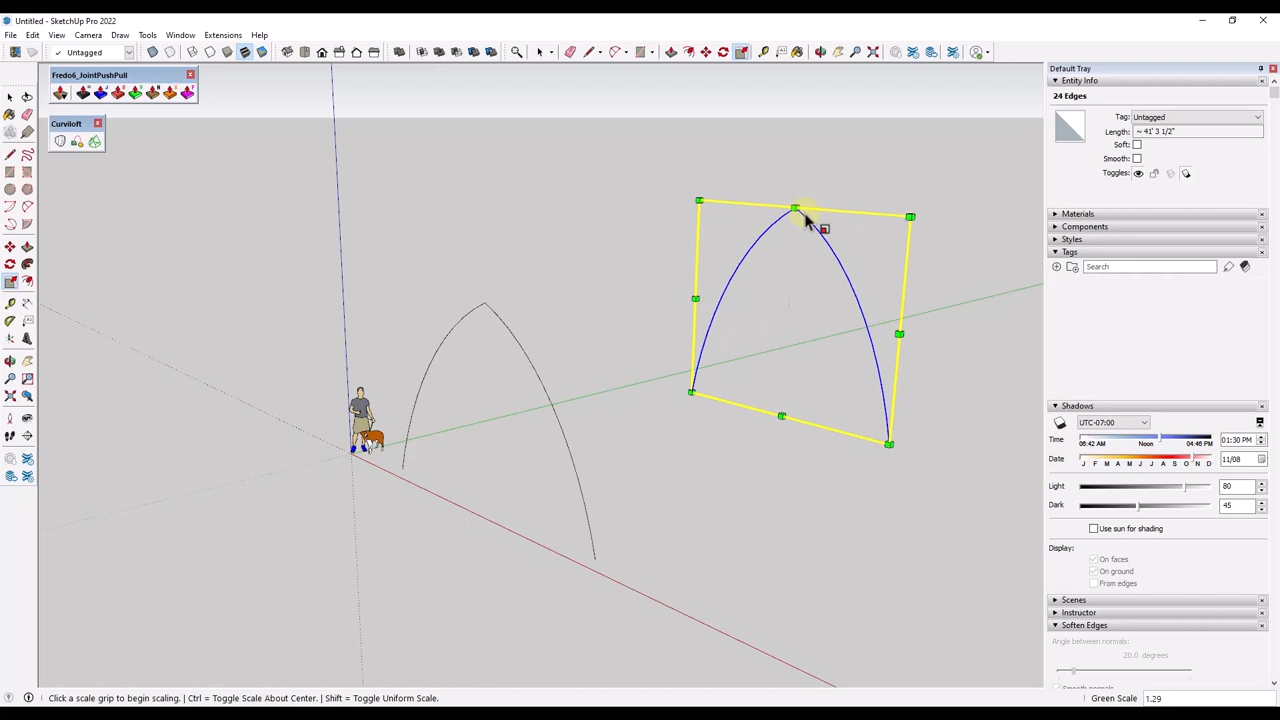 Untitled - SketchUp Pro 2022
File Edit View Camera Draw Tools Window Extensions Help
✓ Untagged
Fredo6_JointPushPull
Curviloft
Default Tray
Entity Info
24 Edges
Tag: Untagged
Length: ~ 41' 3 1/2"
Soft:
Smooth:
Toggles:
Materials
Components
Styles
Tags
Search
Shadows
UTC-07:00
Time 01:30 PM
06:42 AM Noon 04:46 PM
Date 11/08
J F M A M J J A S O N D
Light 80
Dark 45
Use sun for shading
Display:
On faces
On ground
From edges
Scenes
Instructor
Soften Edges
Angle between normals:
20.0 degrees
Click a scale grip to begin scaling. | Ctrl = Toggle Scale About Center. | Shift = Toggle Uniform Scale.
Green Scale 1.29